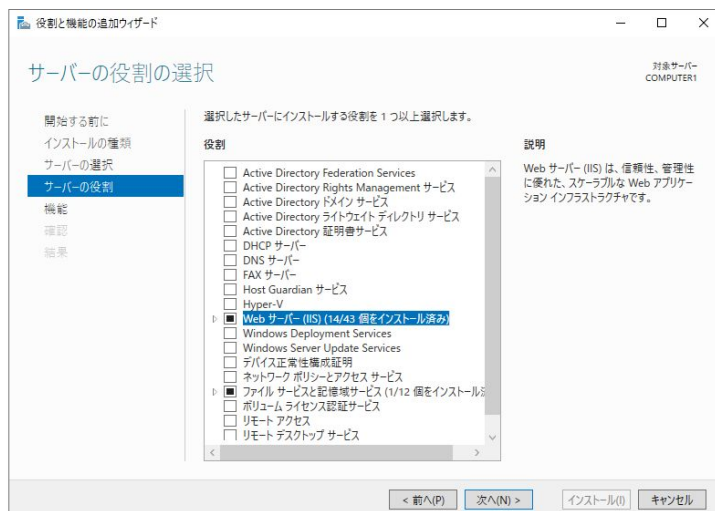 役割と機能の追加ウィザード
サーバーの役割の選択
対象サーバー
COMPUTER1
開始する前に
インストールの種類
サーバーの選択
サーバーの役割
機能
確認
結果
選択したサーバーにインストールする役割を 1 つ以上選択します。
役割
Active Directory Federation Services
Active Directory Rights Management サービス
Active Directory ドメイン サービス
Active Directory ライトウェイト ディレクトリ サービス
Active Directory 証明書サービス
DHCP サーバー
DNS サーバー
FAX サーバー
Host Guardian サービス
Hyper-V
Web サーバー (IIS) (14/43 個をインストール済み)
Windows Deployment Services
Windows Server Update Services
デバイス正常性構成証明
ネットワーク ポリシーとアクセス サービス
ファイル サービスと記憶域サービス (1/12 個をインストール
ボリューム ライセンス認証サービス
リモート アクセス
リモート デスクトップ サービス
説明
Web サーバー (IIS) は、信頼性、管理性
に優れた、スケーラブルな Web アプリケー
ション インフラストラクチャです。
< 前へ(P)
次へ(N) >
インストール(I)
キャンセル